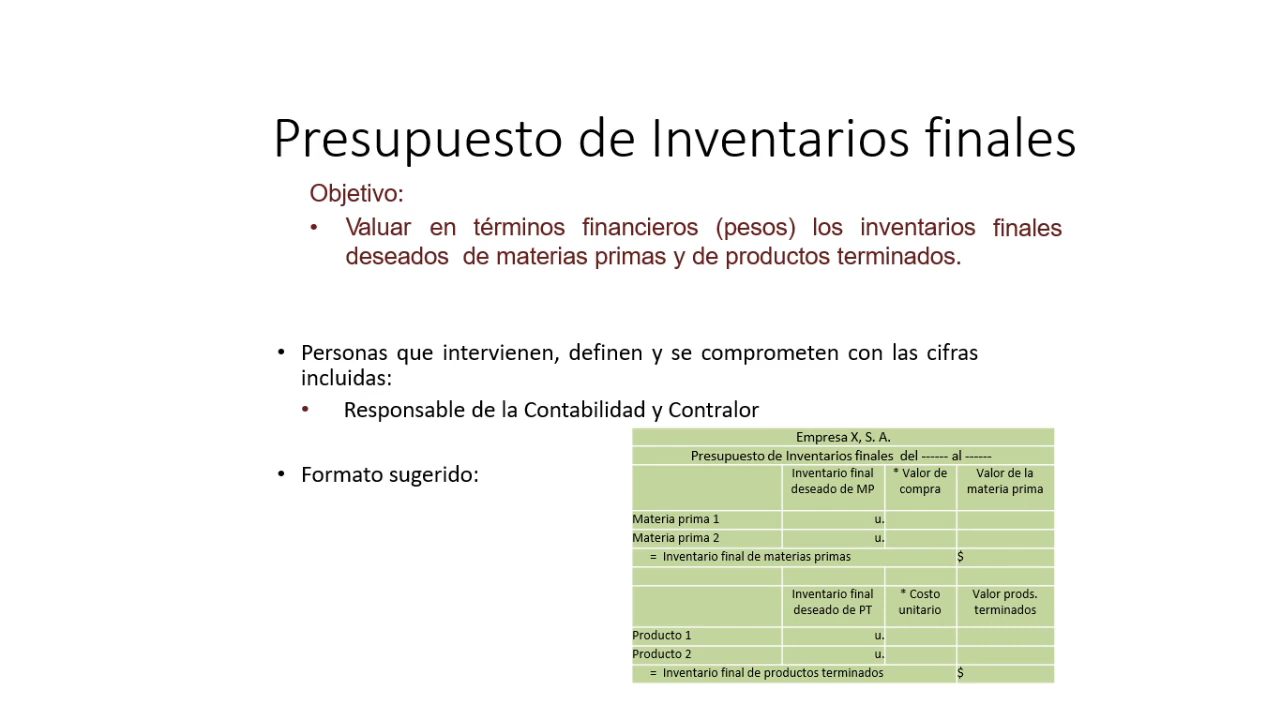 Presupuesto de Inventarios finales
Objetivo:
• Valuar en términos financieros (pesos) los inventarios finales
deseados de materias primas y de productos terminados.
• Personas que intervienen, definen y se comprometen con las cifras
incluidas:
• Responsable de la Contabilidad y Contralor
• Formato sugerido:
Empresa X, S. A.
Presupuesto de Inventarios finales del ------ al ------
Inventario final * Valor de Valor de la
deseado de MP compra materia prima
Materia prima 1 u.
Materia prima 2 u.
= Inventario final de materias primas $
Inventario final * Costo Valor prods.
deseado de PT unitario terminados
Producto 1 u.
Producto 2 u.
= Inventario final de productos terminados $